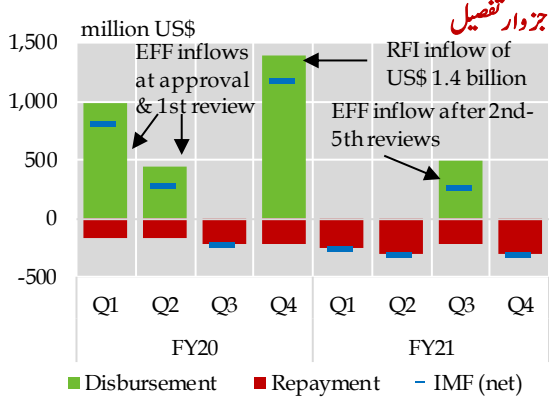 جزوار تفصیل
million US$
EFF inflows
at approval
& 1st review
RFI inflow of
US$ 1.4 billion
EFF inflow after 2nd-
5th reviews
1,500
1,000
500
0
-500
Q1 Q2 Q3 Q4 Q1 Q2 Q3 Q4
FY20 FY21
Disbursement Repayment IMF (net)